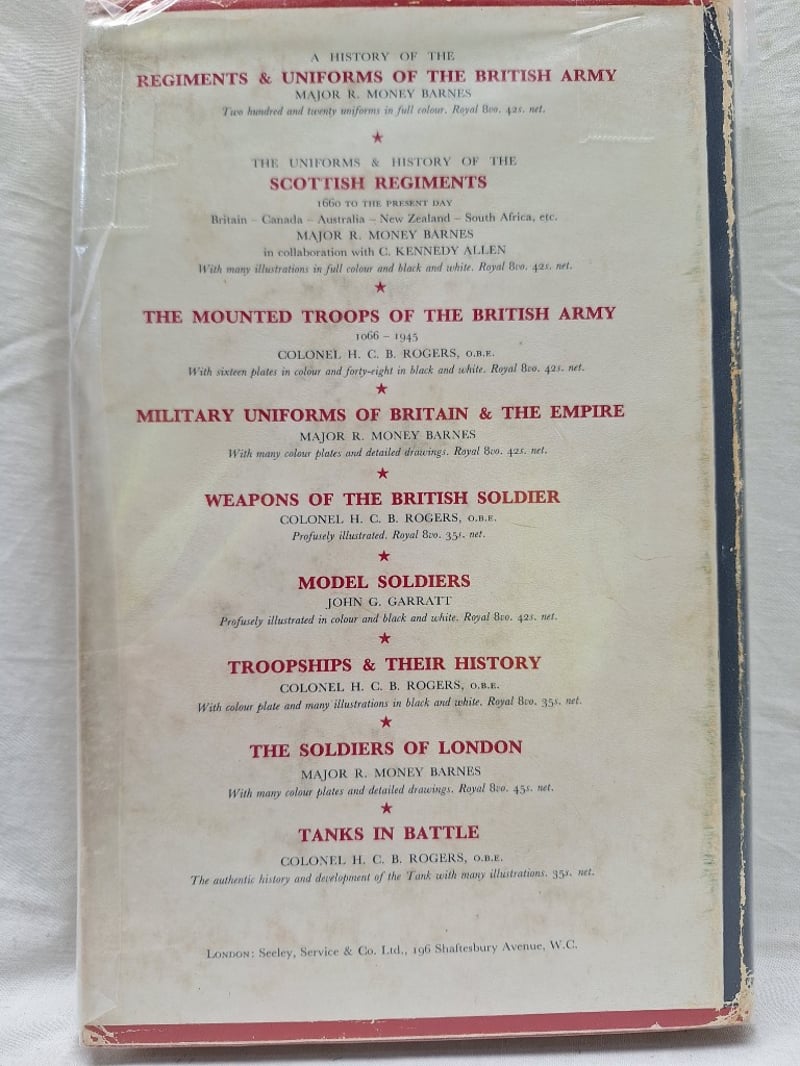 A HISTORY OF THE
REGIMENTS & UNIFORMS OF THE BRITISH ARMY
MAJOR R. MONEY BARNES
Two hundred and twenty uniforms in full colour. Royal 8vo. 42s. net.
THE UNIFORMS & HISTORY OF THE
SCOTTISH REGIMENTS
1660 TO THE PRESENT DAY
Britain – Canada – Australia – New Zealand – South Africa, etc.
MAJOR R. MONEY BARNES
in collaboration with C. KENNEDY ALLEN
With many illustrations in full colour and black and white. Royal 8vo. 42s. net.
THE MOUNTED TROOPS OF THE BRITISH ARMY
1066 – 1945
COLONEL H. C. B. ROGERS, O.B.E.
With sixteen plates in colour and forty-eight in black and white. Royal 8vo. 42s. net.
MILITARY UNIFORMS OF BRITAIN & THE EMPIRE
MAJOR R. MONEY BARNES
With many colour plates and detailed drawings. Royal 8vo. 42s. net.
WEAPONS OF THE BRITISH SOLDIER
COLONEL H. C. B. ROGERS, O.B.E.
Profusely illustrated. Royal 8vo. 35s. net.
MODEL SOLDIERS
JOHN G. GARRATT
Profusely illustrated in colour and black and white. Royal 8vo. 42s. net.
TROOPSHIPS & THEIR HISTORY
COLONEL H. C. B. ROGERS, O.B.E.
With colour plate and many illustrations in black and white. Royal 8vo. 35s. net.
THE SOLDIERS OF LONDON
MAJOR R. MONEY BARNES
With many colour plates and detailed drawings. Royal 8vo. 45s. net.
TANKS IN BATTLE
COLONEL H. C. B. ROGERS, O.B.E.
The authentic history and development of the Tank with many illustrations. 35s. net.
LONDON: Seeley, Service & Co. Ltd., 196 Shaftesbury Avenue, W.C.